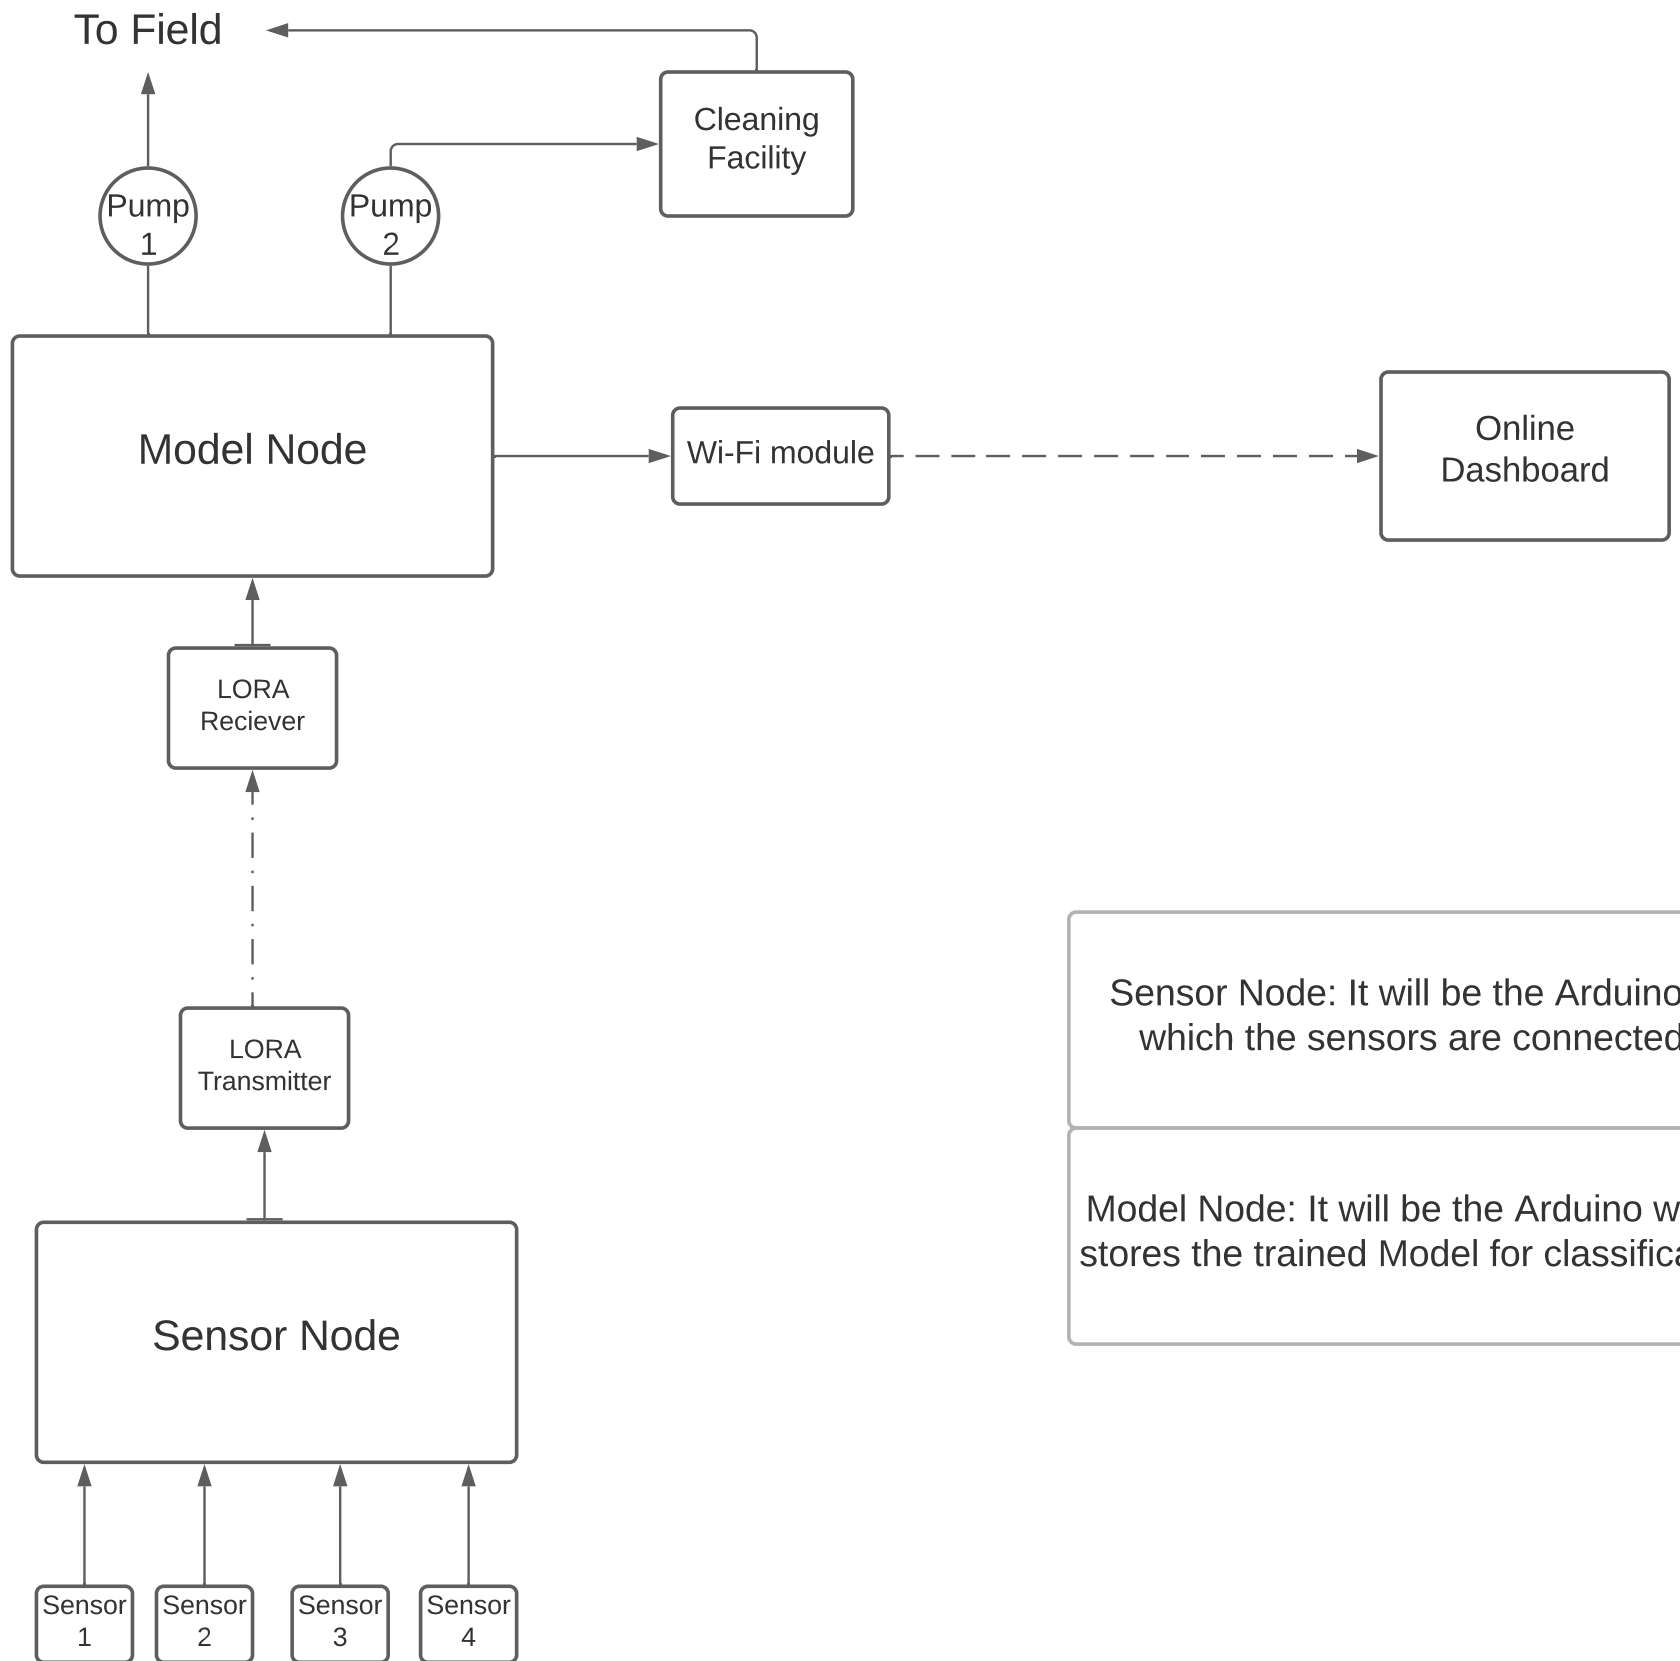 To Field
Cleaning
Facility
Pump
1
Pump
2
Model Node
Wi-Fi module
Online
Dashboard
LORA
Reciever
LORA
Transmitter
Sensor Node: It will be the Arduino
which the sensors are connected
Model Node: It will be the Arduino
stores the trained Model for
Sensor Node
Sensor
1
Sensor
2
Sensor
3
Sensor
4